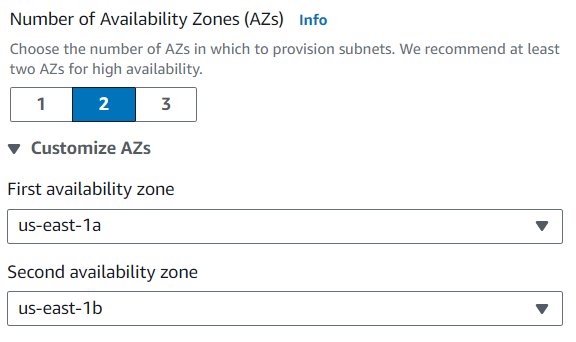 Number of Availability Zones (AZs) Info
Choose the number of AZs in which to provision subnets. We recommend at least
two AZs for high availability.
1 2 3
Customize AZs
First availability zone
us-east-1a
Second availability zone
us-east-1b